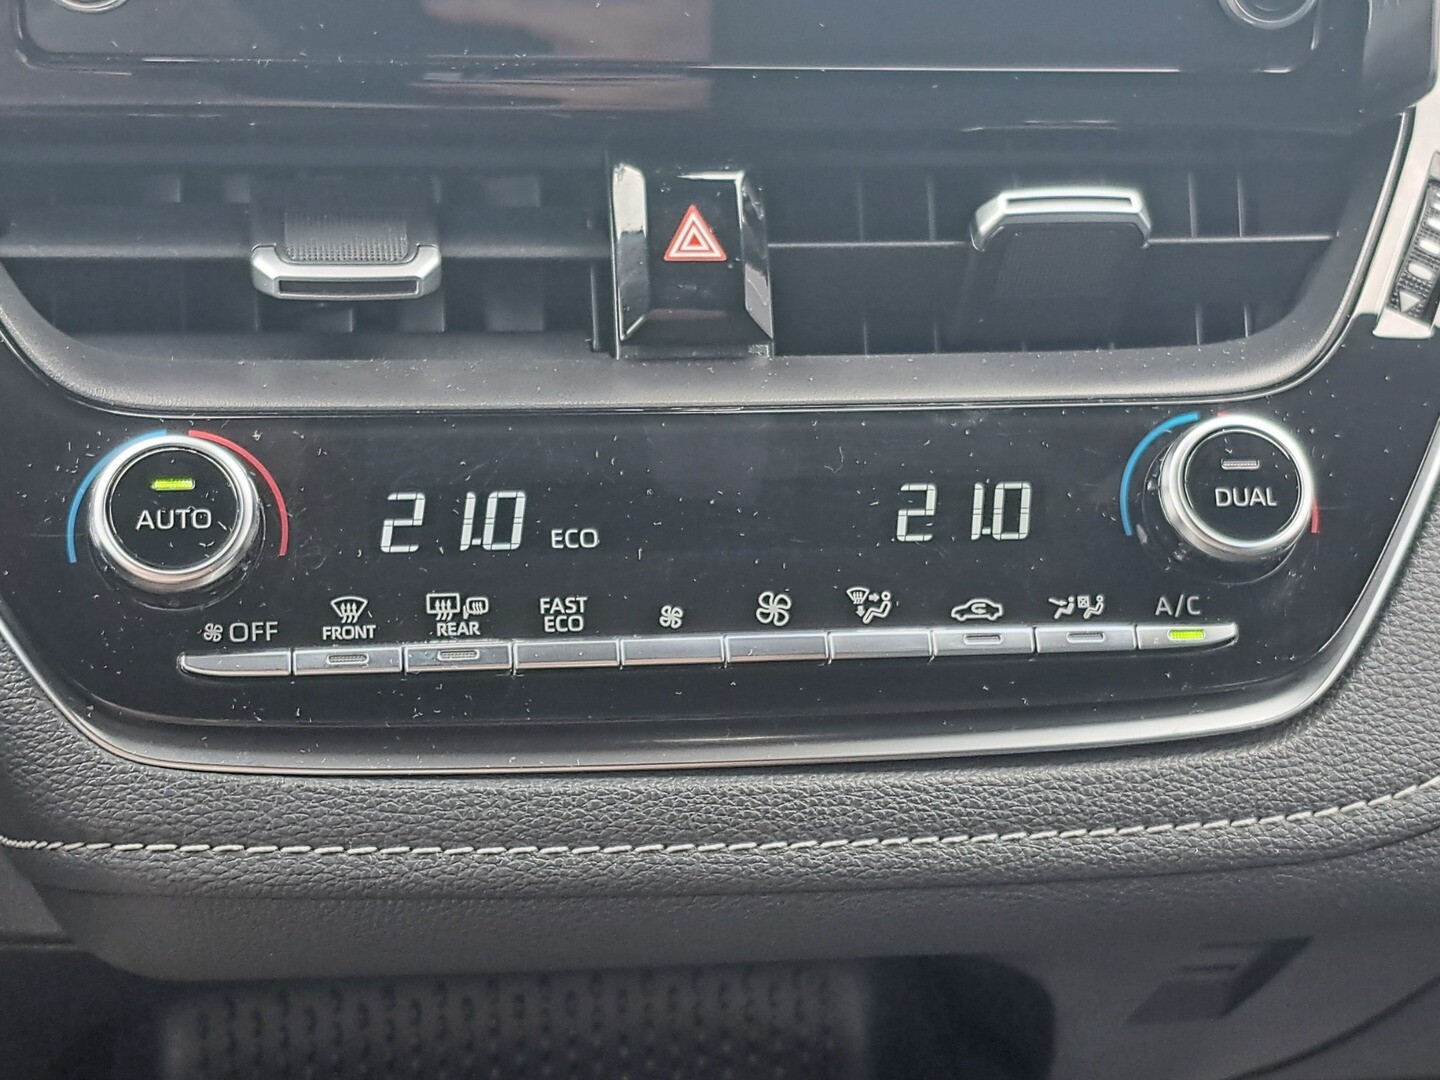 AUTO
21.0 ECO
21.0
DUAL
OFF
FRONT
REAR
FAST
ECO
A/C